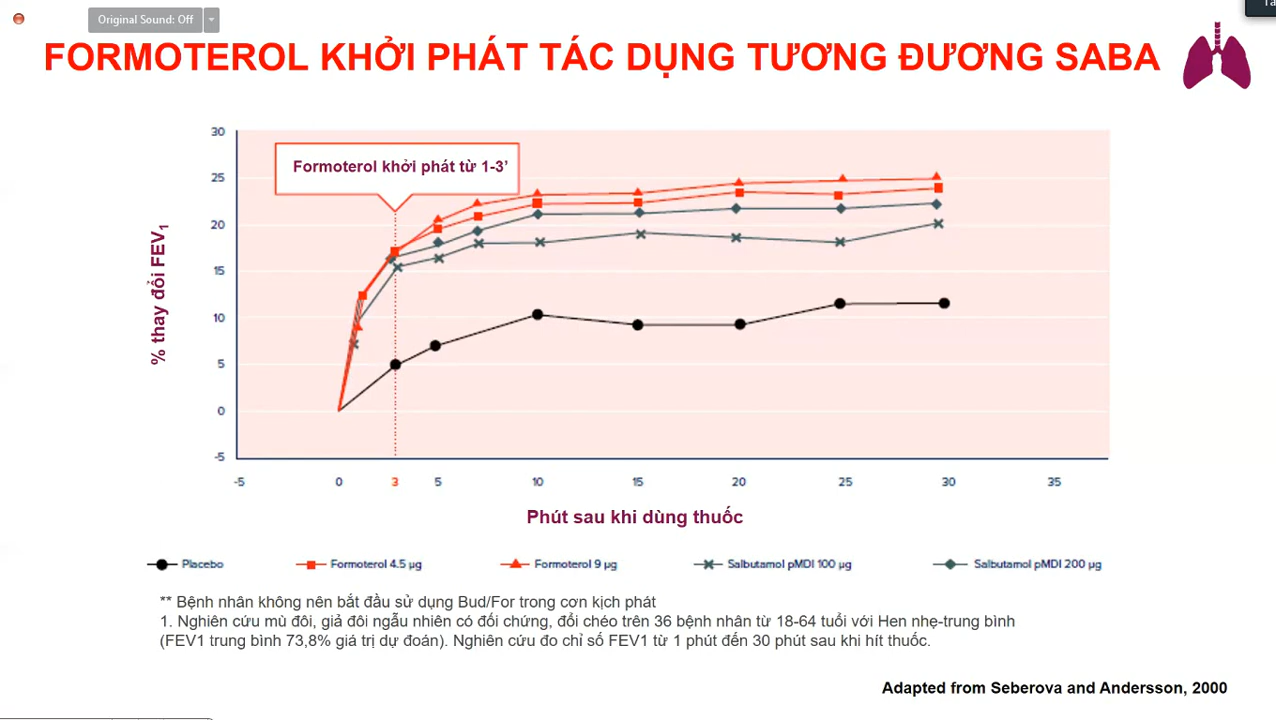 Original Sound: Off
FORMOTEROL KHỞI PHÁT TÁC DỤNG TƯƠNG ĐƯƠNG SABA
30
25
20
15
10
5
0
-5
% thay đổi FEV1
Formoterol khởi phát từ 1-3’
-5 0 3 5 10 15 20 25 30 35
Phút sau khi dùng thuốc
Placebo Formoterol 4.5 µg Formoterol 9 µg Salbutamol pMDI 100 µg Salbutamol pMDI 200 µg
** Bệnh nhân không nên bắt đầu sử dụng Bud/For trong cơn kịch phát
1. Nghiên cứu mù đôi, giả đôi ngẫu nhiên có đối chứng, đổi chéo trên 36 bệnh nhân từ 18-64 tuổi với Hen nhẹ-trung bình
(FEV1 trung bình 73,8% giá trị dự đoán). Nghiên cứu đo chỉ số FEV1 từ 1 phút đến 30 phút sau khi hít thuốc.
Adapted from Seberova and Andersson, 2000